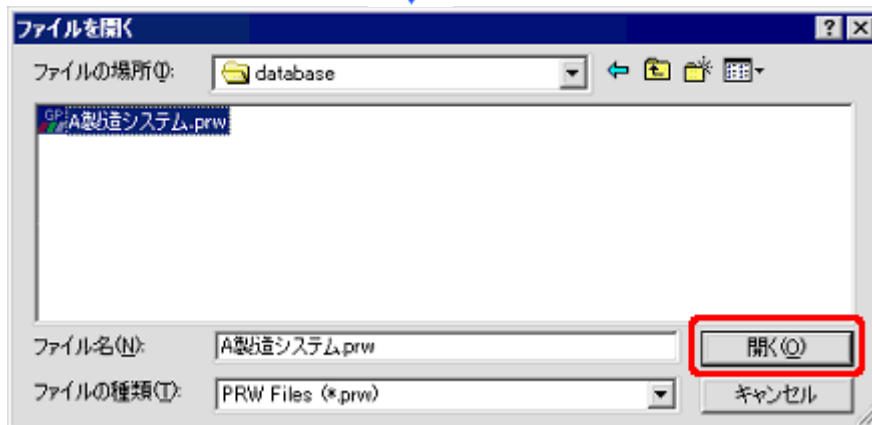 ファイルを開く
ファイルの場所(I): database
A製造システム.prw
ファイル名(N): A製造システム.prw 開く(O)
ファイルの種類(T): PRW Files (*.prw) キャンセル